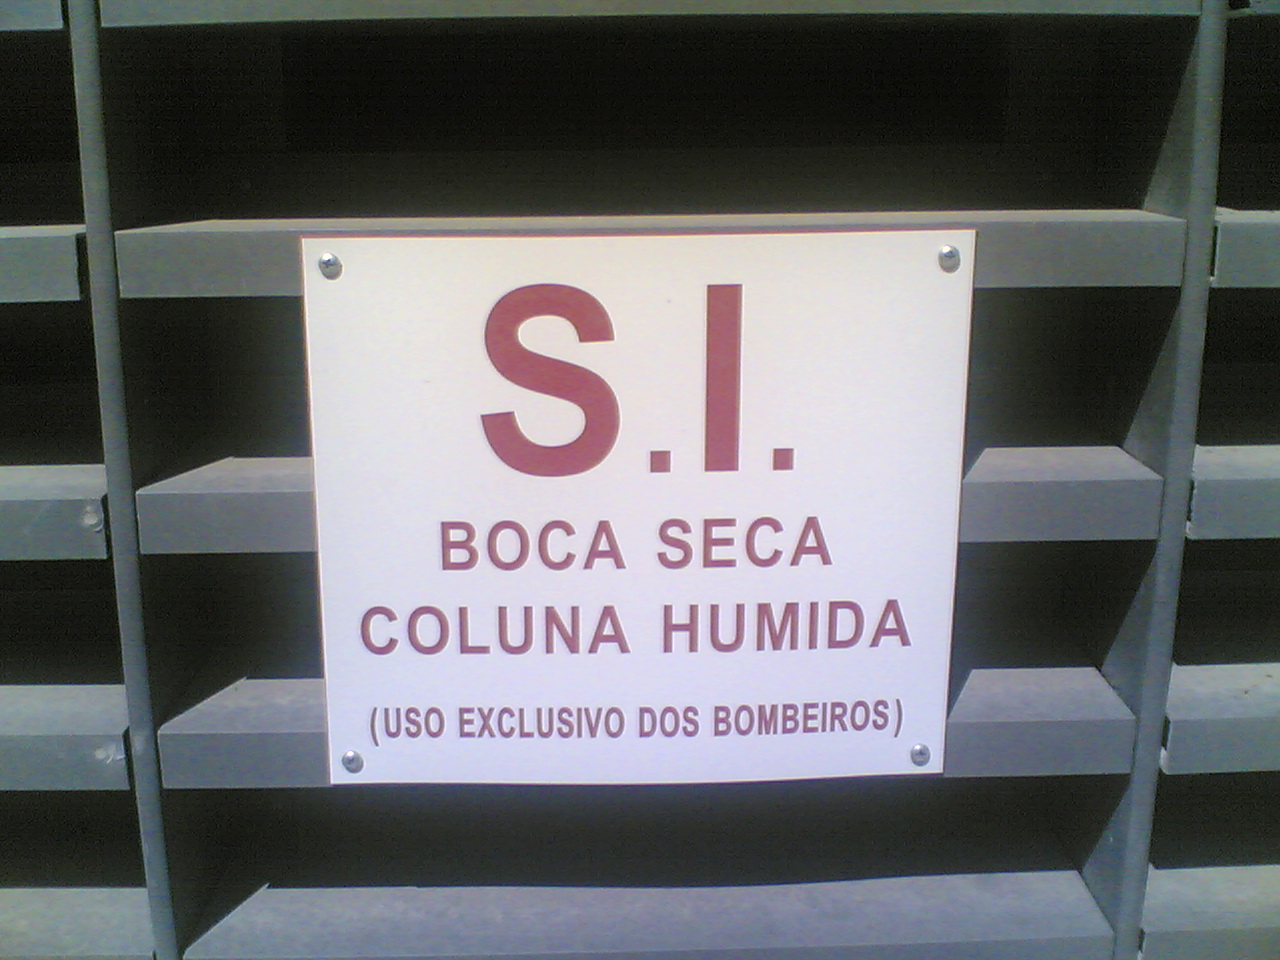 S.I.
BOCA SECA
COLUNA HUMIDA
(USO EXCLUSIVO DOS BOMBEIROS)